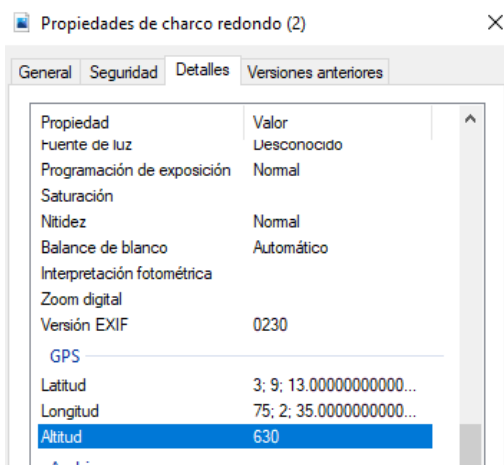 Propiedades de charco redondo (2)
General Seguridad Detalles Versiones anteriores
Propiedad Valor
Fuente de luz Desconocido
Programación de exposición Normal
Saturación
Nitidez Normal
Balance de blanco Automático
Interpretación fotométrica
Zoom digital
Versión EXIF 0230
GPS
Latitud 3; 9; 13.00000000000...
Longitud 75; 2; 35.0000000000...
Altitud 630